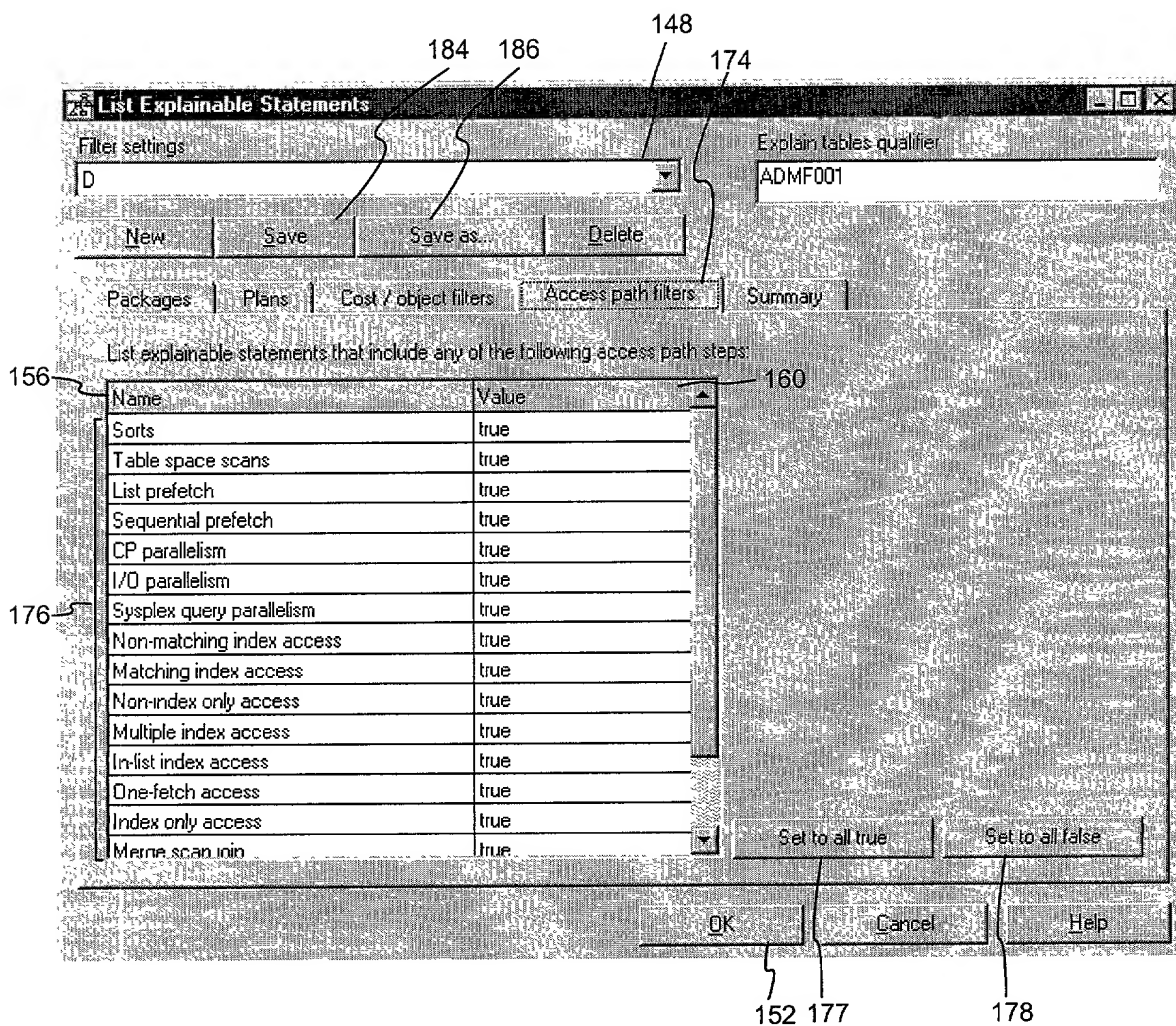 148
184 186 174
List Explainable Statements
Filter settings Explain tables qualifier
D ADMF001
New Save Save as... Delete
Packages Plans Cost / object filters Access path filters Summary
List explainable statements that include any of the following access path steps:
156 Name Value 160
Sorts true
Table space scans true
List prefetch true
Sequential prefetch true
CP parallelism true
I/O parallelism true
176 Sysplex query parallelism true
Non-matching index access true
Matching index access true
Non-index only access true
Multiple index access true
In-list index access true
One-fetch access true
Index only access true
Merge scan join true
Set to all true Set to all false
OK Cancel Help
152 177 178